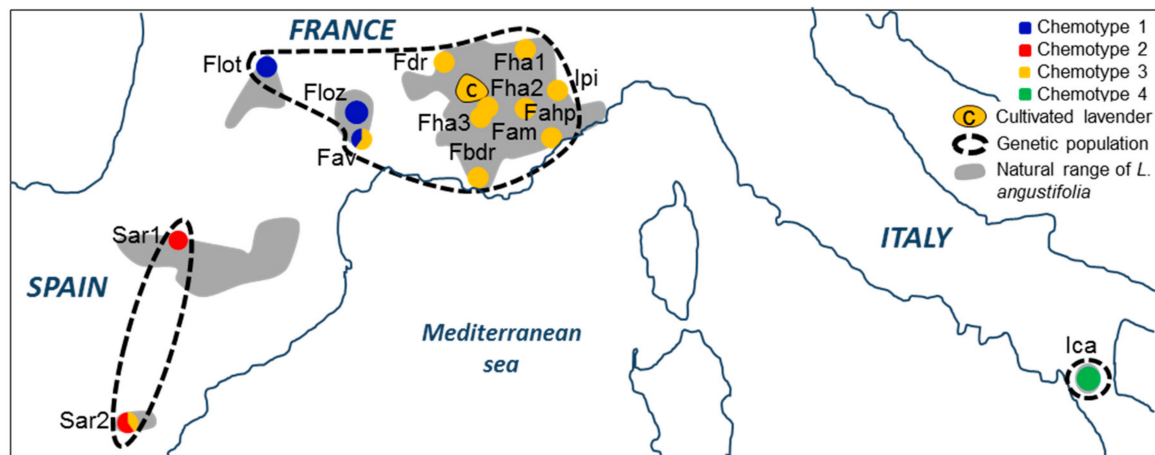 FRANCE
Flot
Floz
Fav
Fdr
Fha1
Fha2
Ipi
C
Fha3
Fahp
Fam
Fbdr
Sar1
SPAIN
Sar2
Mediterranean
sea
ITALY
Ica
Chemotype 1
Chemotype 2
Chemotype 3
Chemotype 4
C Cultivated lavender
Genetic population
Natural range of L.
angustifolia